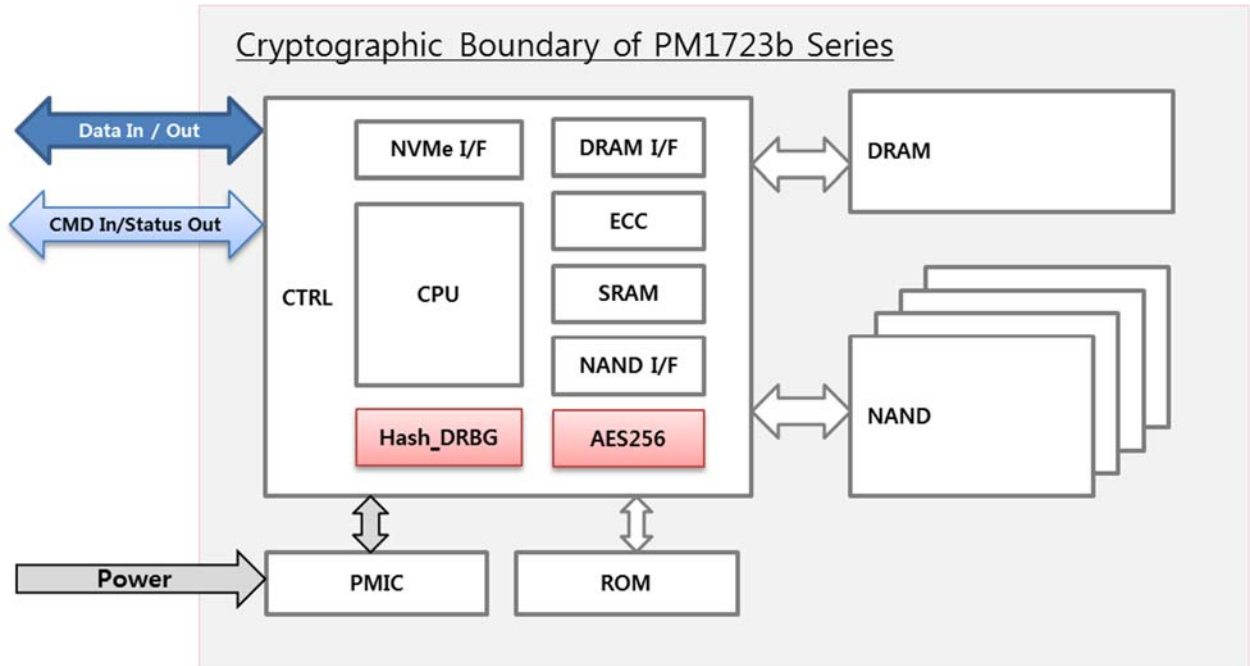 Cryptographic Boundary of PM1723b Series
Data In / Out
CMD In/Status Out
CTRL
NVMe I/F
CPU
Hash_DRBG
DRAM I/F
ECC
SRAM
NAND I/F
AES256
DRAM
NAND
Power
PMIC
ROM